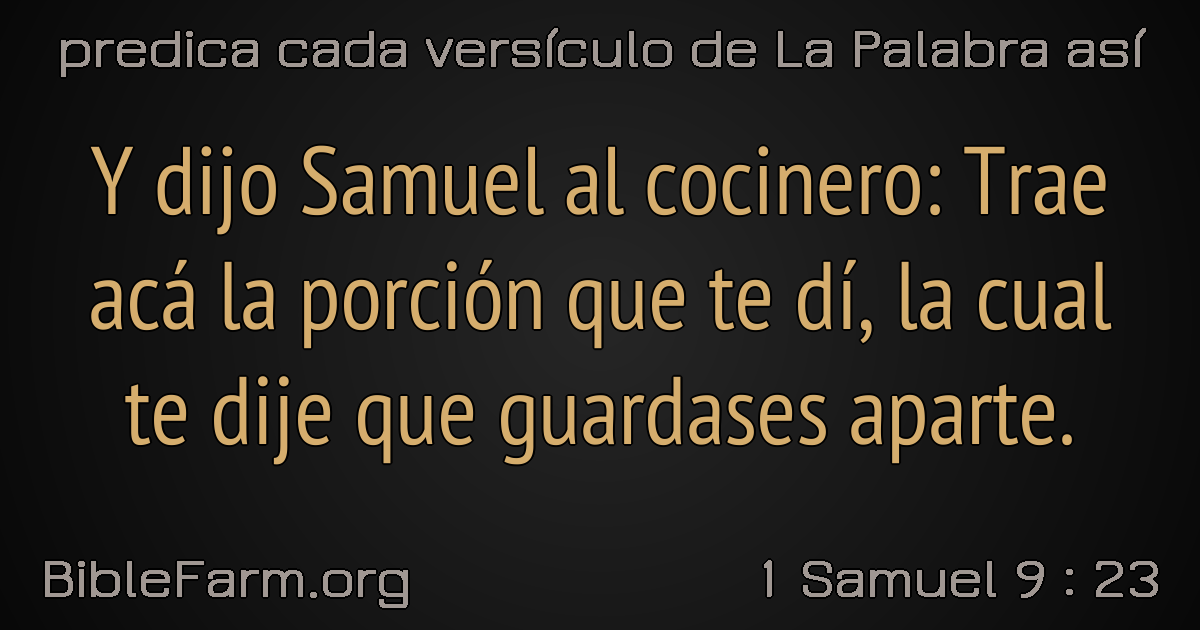 predica cada versículo de La Palabra así
Y dijo Samuel al cocinero: Trae
acá la porción que te dí, la cual
te dije que guardases aparte.
BibleFarm.org
1 Samuel 9 : 23